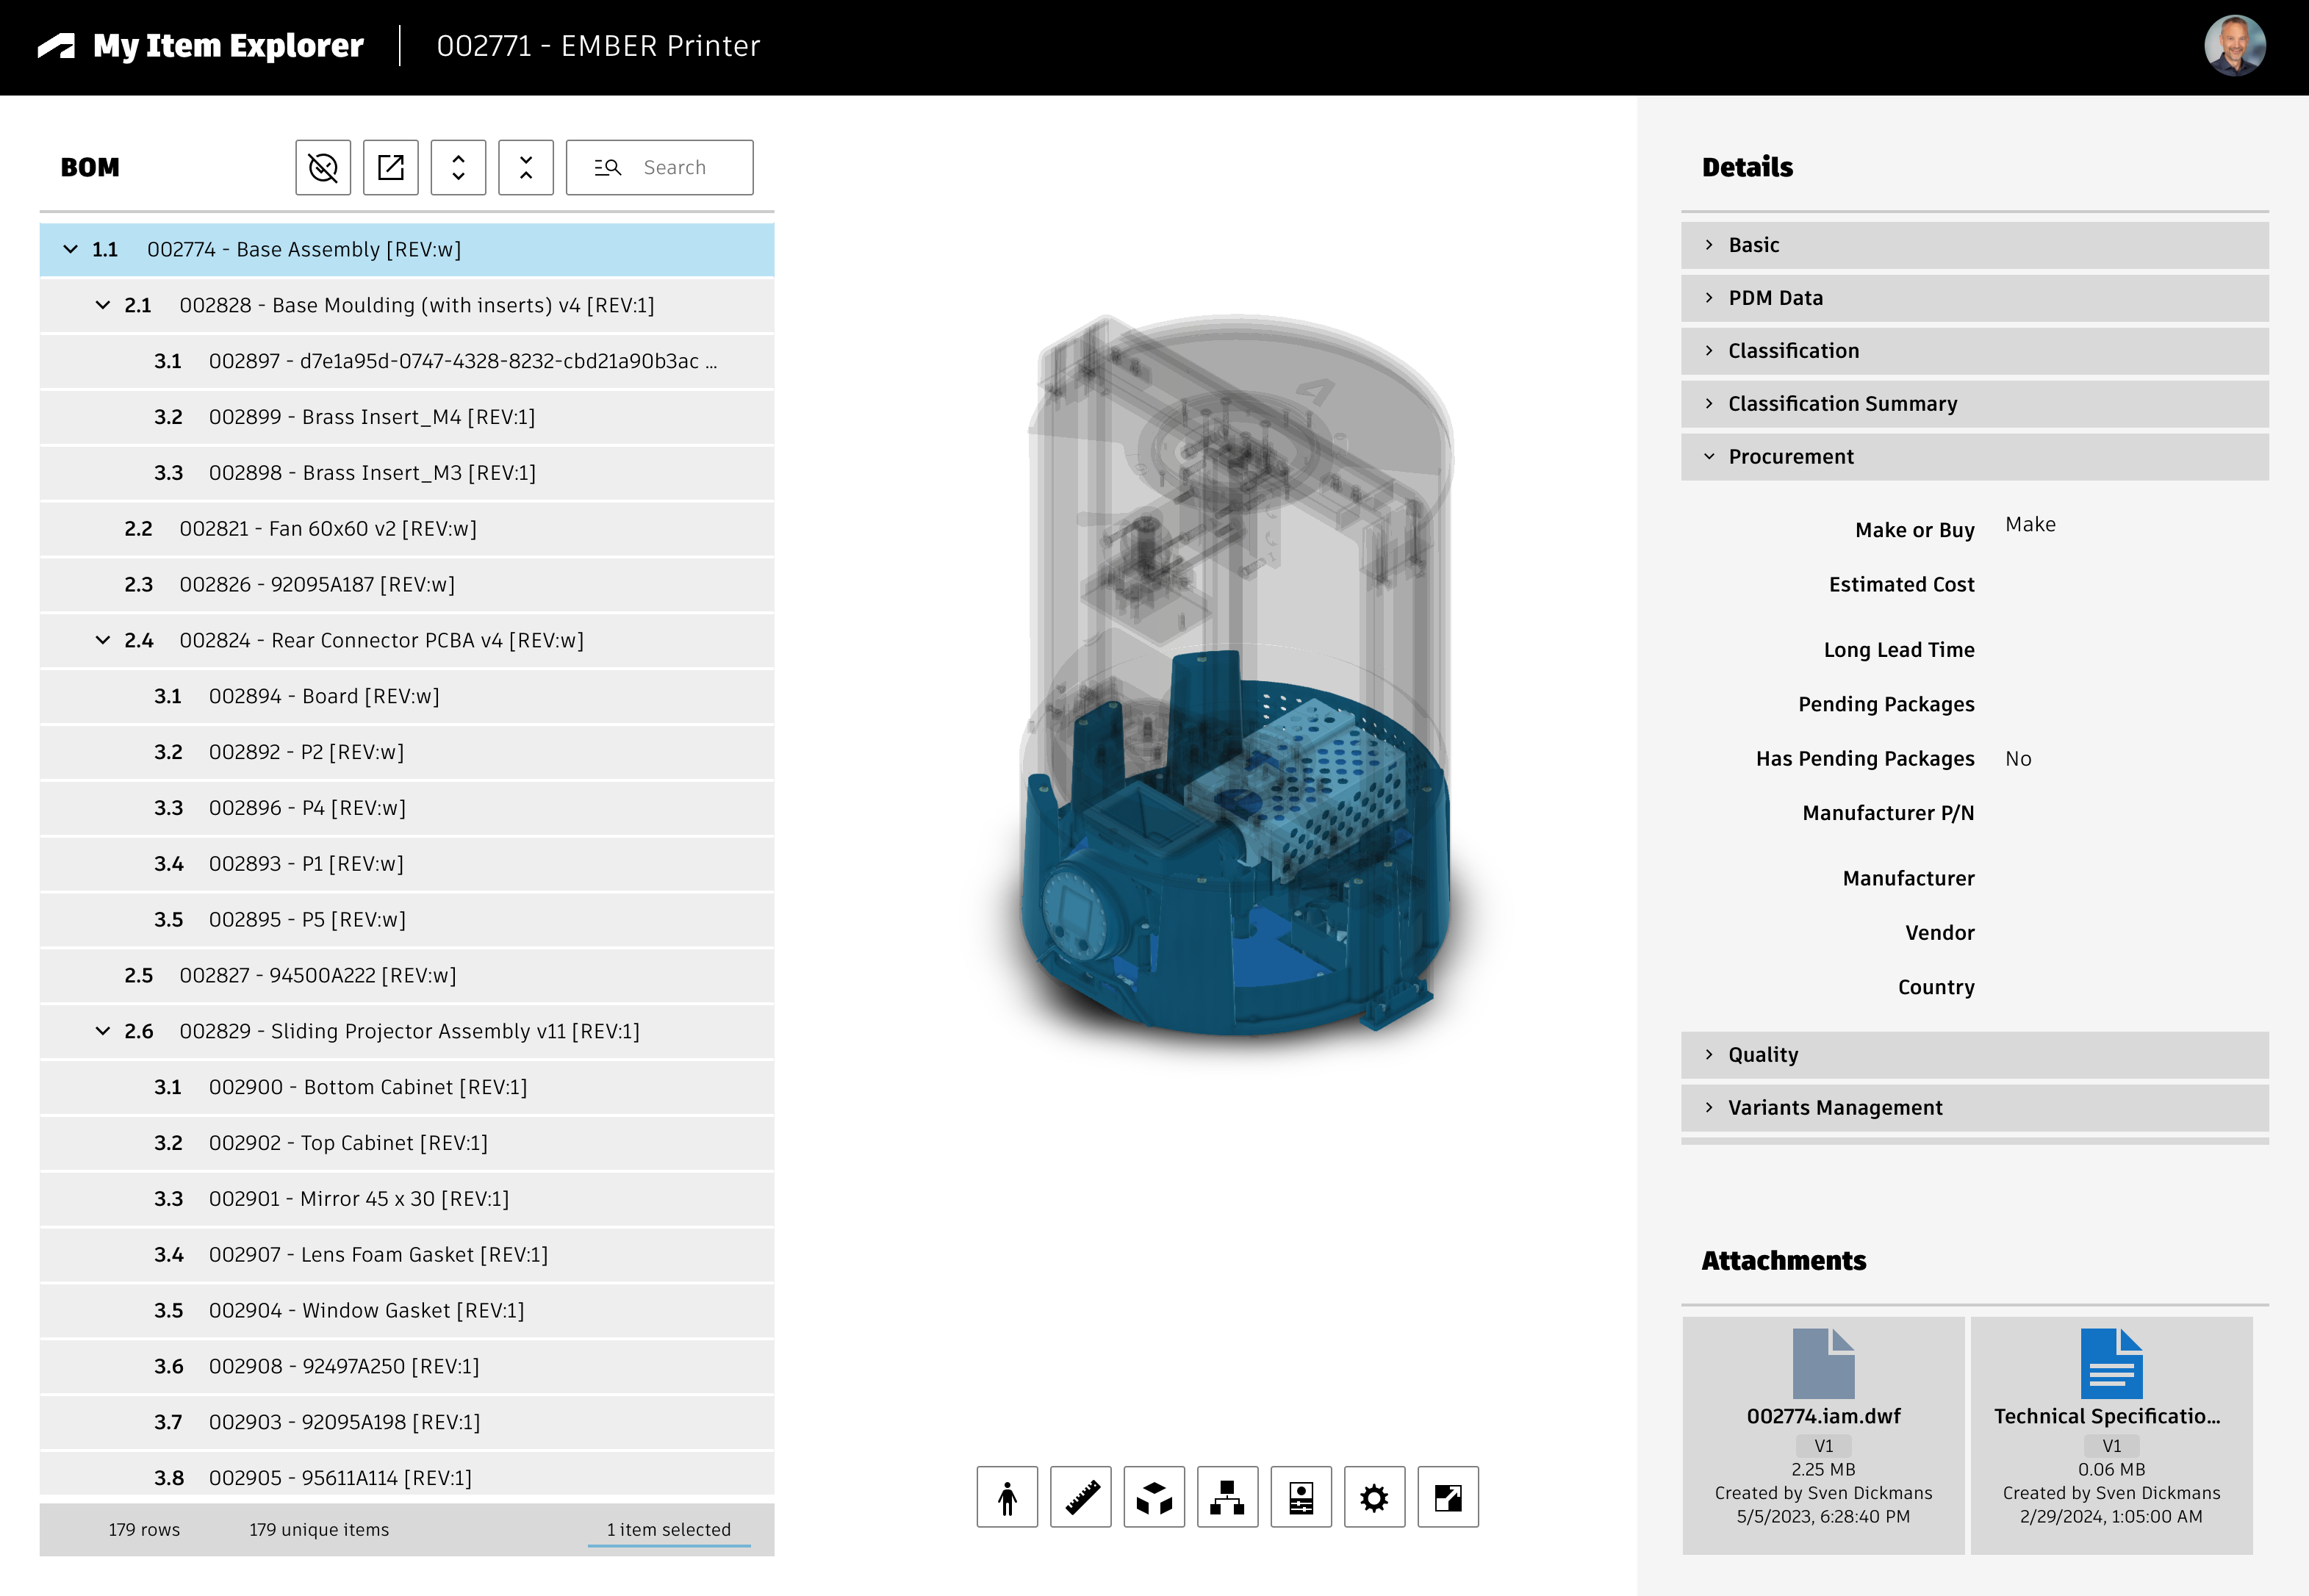 My Item Explorer
002771 - EMBER Printer
BOM
Search
1.1 002774 - Base Assembly [REV:w]
2.1 002828 - Base Moulding (with inserts) v4 [REV:1]
3.1 002897 - d7e1a95d-0747-4328-8232-cbd21a90b3ac ...
3.2 002899 - Brass Insert_M4 [REV:1]
3.3 002898 - Brass Insert_M3 [REV:1]
2.2 002821 - Fan 60x60 v2 [REV:w]
2.3 002826 - 92095A187 [REV:w]
2.4 002824 - Rear Connector PCBA v4 [REV:w]
3.1 002894 - Board [REV:w]
3.2 002892 - P2 [REV:w]
3.3 002896 - P4 [REV:w]
3.4 002893 - P1 [REV:w]
3.5 002895 - P5 [REV:w]
2.5 002827 - 94500A222 [REV:w]
2.6 002829 - Sliding Projector Assembly v11 [REV:1]
3.1 002900 - Bottom Cabinet [REV:1]
3.2 002902 - Top Cabinet [REV:1]
3.3 002901 - Mirror 45 x 30 [REV:1]
3.4 002907 - Lens Foam Gasket [REV:1]
3.5 002904 - Window Gasket [REV:1]
3.6 002908 - 92497A250 [REV:1]
3.7 002903 - 92095A198 [REV:1]
3.8 002905 - 95611A114 [REV:1]
179 rows
179 unique items
1 item selected
Details
Basic
PDM Data
Classification
Classification Summary
Procurement
Make or Buy Make
Estimated Cost
Long Lead Time
Pending Packages
Has Pending Packages No
Manufacturer P/N
Manufacturer
Vendor
Country
Quality
Variants Management
Attachments
002774.iam.dwf
V1
2.25 MB
Created by Sven Dickmans
5/5/2023, 6:28:40 PM
Technical Specificatio...
V1
0.06 MB
Created by Sven Dickmans
2/29/2024, 1:05:00 AM